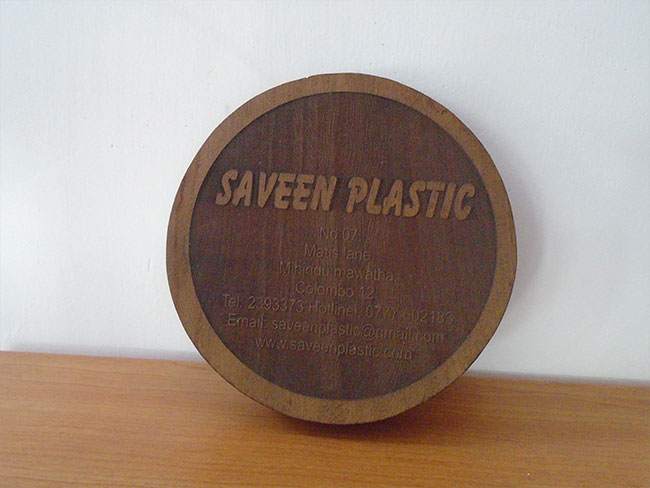 SAVEEN PLASTIC
No 07
Maris lane
Mihindu mawatha
Colombo 12
Tel: 2393373 Hotline: 0777
Email: saveenplastic@gmail.com
www.saveenplastic.com